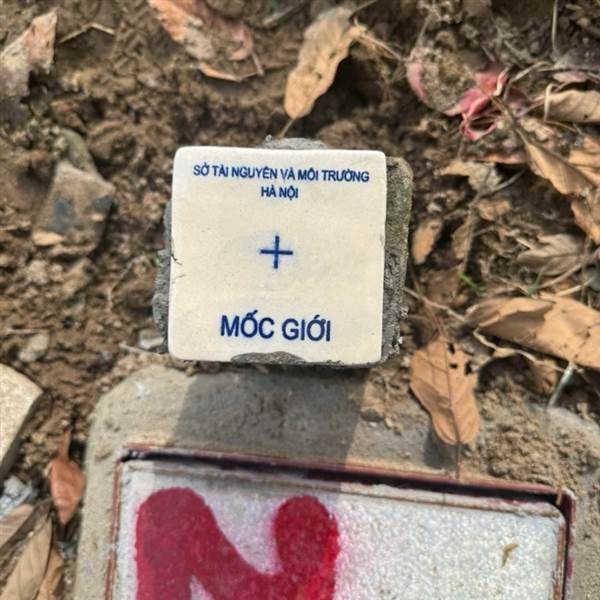 SỞ TÀI NGUYÊN VÀ MÔI TRƯỜNG
HÀ NỘI
+
MỐC GIỚI